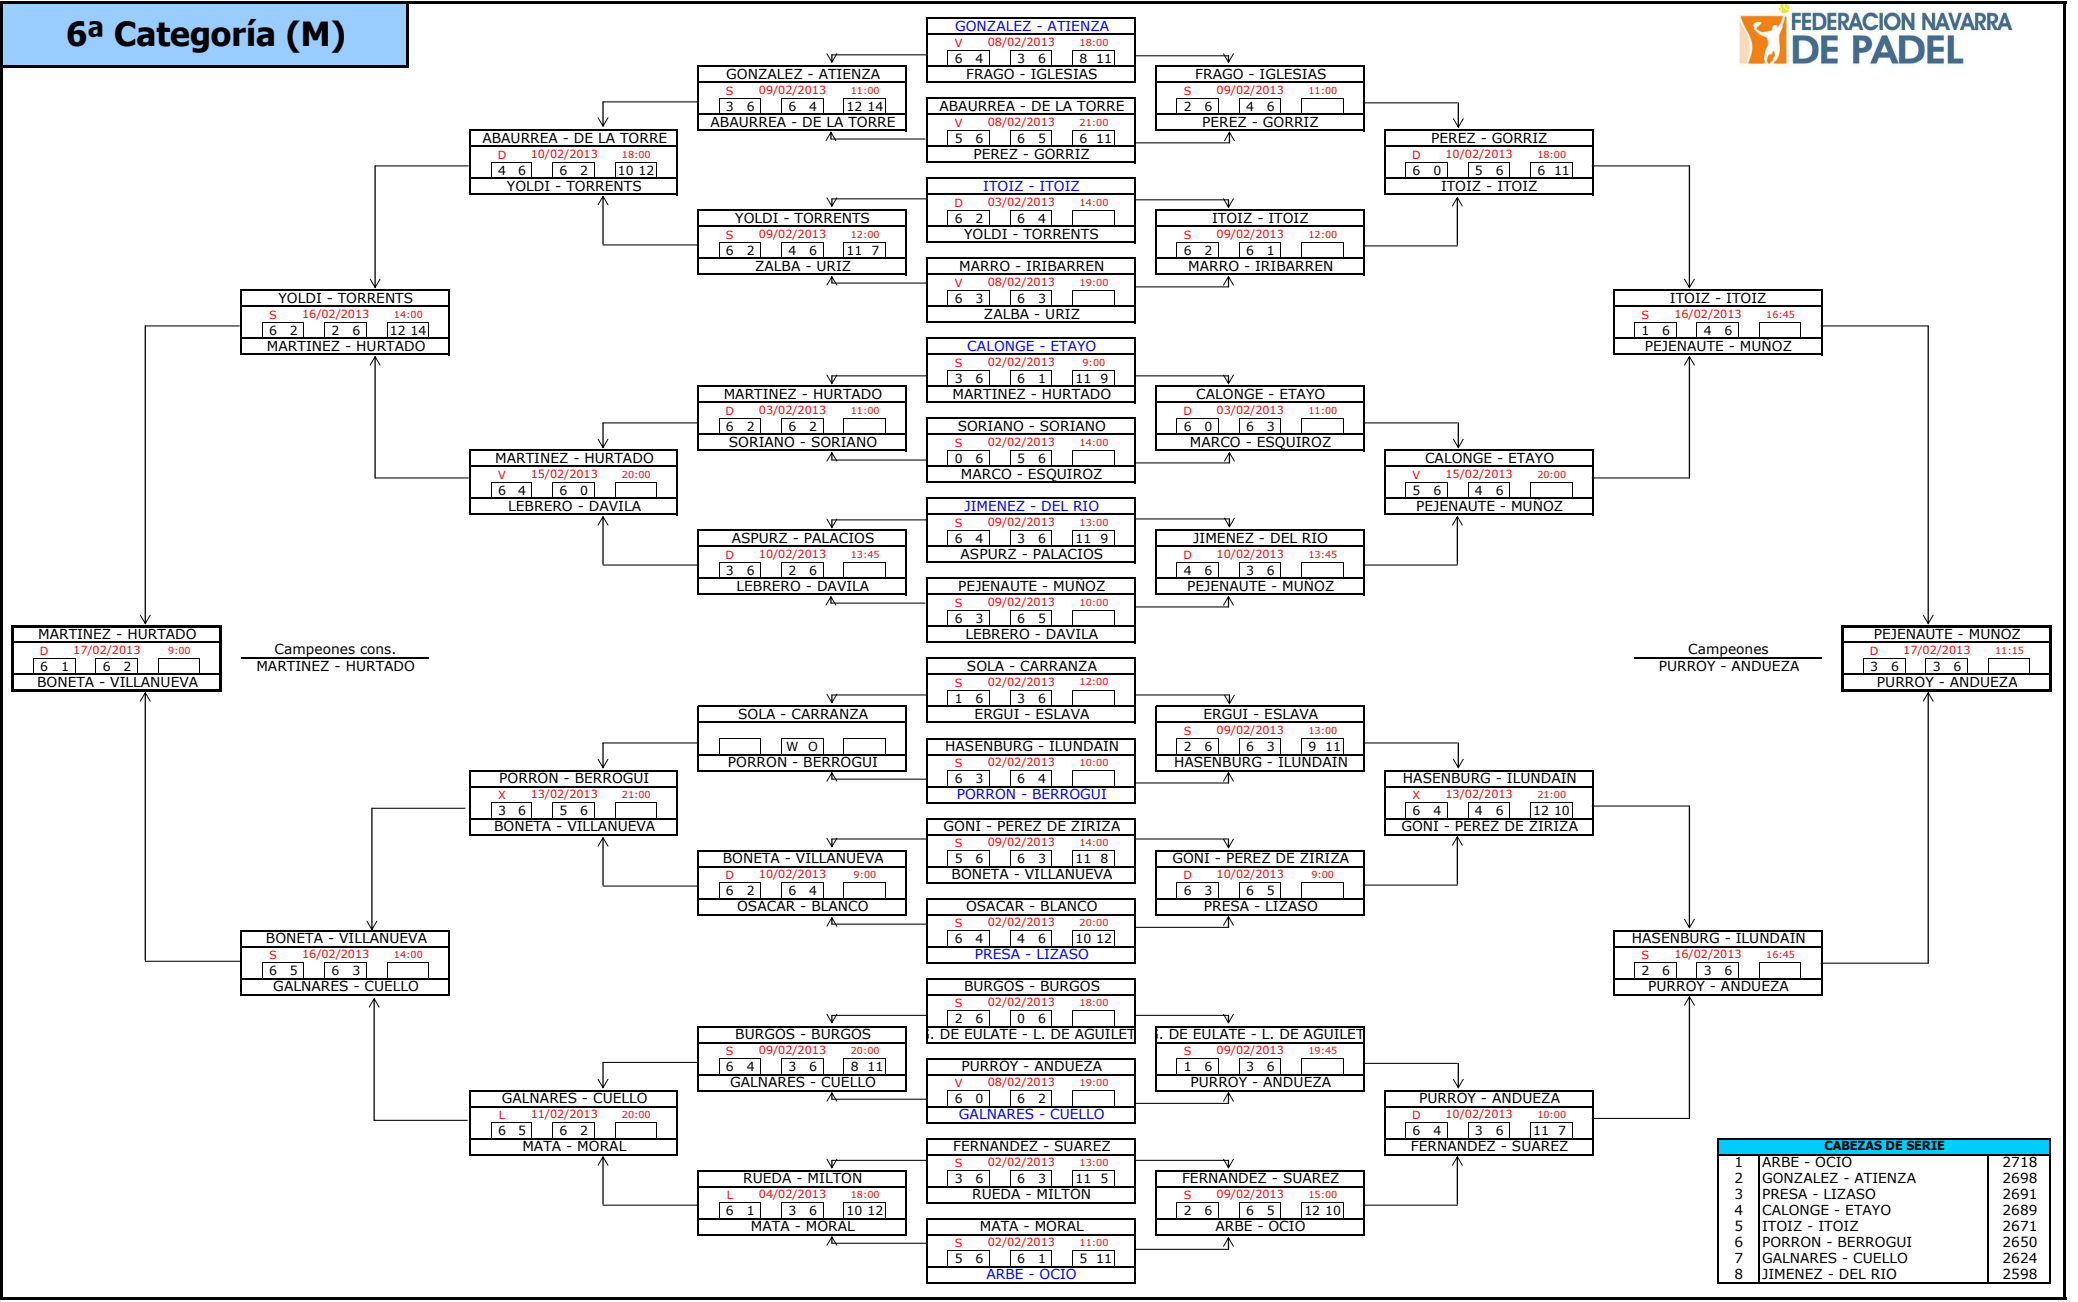 6ª Categoría (M)
FEDERACION NAVARRA
DE PADEL
MARTINEZ - HURTADO
D 17/02/2013 9:00
6 1 6 2
BONETA - VILLANUEVA
Campeones cons.
MARTINEZ - HURTADO
YOLDI - TORRENTS
S 16/02/2013 14:00
6 2 2 6 12 14
MARTINEZ - HURTADO
BONETA - VILLANUEVA
S 16/02/2013 14:00
6 5 6 3
GALNARES - CUELLO
ABAURREA - DE LA TORRE
D 10/02/2013 18:00
4 6 6 2 10 12
YOLDI - TORRENTS
MARTINEZ - HURTADO
V 15/02/2013 20:00
6 4 6 0
LEBRERO - DAVILA
PORRON - BERROGUI
X 13/02/2013 21:00
3 6 5 6
BONETA - VILLANUEVA
GALNARES - CUELLO
L 11/02/2013 20:00
6 5 6 2
MATA - MORAL
GONZALEZ - ATIENZA
S 09/02/2013 11:00
3 6 6 4 12 14
ABAURREA - DE LA TORRE
YOLDI - TORRENTS
S 09/02/2013 12:00
6 2 4 6 11 7
ZALBA - URIZ
MARTINEZ - HURTADO
D 03/02/2013 11:00
6 2 6 2
SORIANO - SORIANO
ASPURZ - PALACIOS
D 10/02/2013 13:45
3 6 2 6
LEBRERO - DAVILA
SOLA - CARRANZA
W O
PORRON - BERROGUI
BONETA - VILLANUEVA
D 10/02/2013 9:00
6 2 6 4
OSACAR - BLANCO
BURGOS - BURGOS
S 09/02/2013 20:00
6 4 3 6 8 11
GALNARES - CUELLO
RUEDA - MILTON
L 04/02/2013 18:00
6 1 3 6 10 12
MATA - MORAL
GONZALEZ - ATIENZA
V 08/02/2013 18:00
6 4 3 6 8 11
FRAGO - IGLESIAS
ABAURREA - DE LA TORRE
V 08/02/2013 21:00
5 6 6 5 6 11
PEREZ - GORRIZ
ITOIZ - ITOIZ
D 03/02/2013 14:00
6 2 6 4
YOLDI - TORRENTS
MARRO - IRIBARREN
V 08/02/2013 19:00
6 3 6 3
ZALBA - URIZ
CALONGE - ETAYO
S 02/02/2013 9:00
3 6 6 1 11 9
MARTINEZ - HURTADO
SORIANO - SORIANO
S 02/02/2013 14:00
0 6 5 6
MARCO - ESQUIROZ
JIMENEZ - DEL RIO
S 09/02/2013 13:00
6 4 3 6 11 9
ASPURZ - PALACIOS
PEJENAUTE - MUÑOZ
S 09/02/2013 10:00
6 3 6 5
LEBRERO - DAVILA
SOLA - CARRANZA
S 02/02/2013 12:00
1 6 3 6
ERGUI - ESLAVA
HASENBURG - ILUNDAIN
S 02/02/2013 10:00
6 3 6 4
PORRON - BERROGUI
GOÑI - PEREZ DE ZIRIZA
S 09/02/2013 14:00
5 6 6 3 11 8
BONETA - VILLANUEVA
OSACAR - BLANCO
S 02/02/2013 20:00
6 4 4 6 10 12
PRESA - LIZASO
BURGOS - BURGOS
S 02/02/2013 18:00
2 6 0 6
. DE EULATE - L. DE AGUILET
PURROY - ANDUEZA
V 08/02/2013 19:00
6 0 6 2
GALNARES - CUELLO
FERNANDEZ - SUAREZ
S 02/02/2013 13:00
3 6 6 3 11 5
RUEDA - MILTON
MATA - MORAL
S 02/02/2013 11:00
5 6 6 1 5 11
ARBE - OCIO
FRAGO - IGLESIAS
S 09/02/2013 11:00
2 6 4 6
PEREZ - GORRIZ
ITOIZ - ITOIZ
S 09/02/2013 12:00
6 2 6 1
MARRO - IRIBARREN
CALONGE - ETAYO
D 03/02/2013 11:00
6 0 6 3
MARCO - ESQUIROZ
JIMENEZ - DEL RIO
D 10/02/2013 13:45
4 6 3 6
PEJENAUTE - MUÑOZ
ERGUI - ESLAVA
S 09/02/2013 13:00
2 6 6 3 9 11
HASENBURG - ILUNDAIN
GOÑI - PEREZ DE ZIRIZA
D 10/02/2013 9:00
6 3 6 5
PRESA - LIZASO
. DE EULATE - L. DE AGUILET
S 09/02/2013 19:45
1 6 3 6
PURROY - ANDUEZA
FERNANDEZ - SUAREZ
S 09/02/2013 15:00
2 6 6 5 12 10
ARBE - OCIO
PEREZ - GORRIZ
D 10/02/2013 18:00
6 0 5 6 6 11
ITOIZ - ITOIZ
CALONGE - ETAYO
V 15/02/2013 20:00
5 6 4 6
PEJENAUTE - MUÑOZ
HASENBURG - ILUNDAIN
X 13/02/2013 21:00
6 4 4 6 12 10
GOÑI - PEREZ DE ZIRIZA
PURROY - ANDUEZA
D 10/02/2013 10:00
6 4 3 6 11 7
FERNANDEZ - SUAREZ
ITOIZ - ITOIZ
S 16/02/2013 16:45
1 6 4 6
PEJENAUTE - MUÑOZ
HASENBURG - ILUNDAIN
S 16/02/2013 16:45
2 6 3 6
PURROY - ANDUEZA
Campeones
PURROY - ANDUEZA
PEJENAUTE - MUÑOZ
D 17/02/2013 11:15
3 6 3 6
PURROY - ANDUEZA
CABEZAS DE SERIE
1 ARBE - OCIO 2718
2 GONZALEZ - ATIENZA 2698
3 PRESA - LIZASO 2691
4 CALONGE - ETAYO 2689
5 ITOIZ - ITOIZ 2671
6 PORRON - BERROGUI 2650
7 GALNARES - CUELLO 2624
8 JIMENEZ - DEL RIO 2598